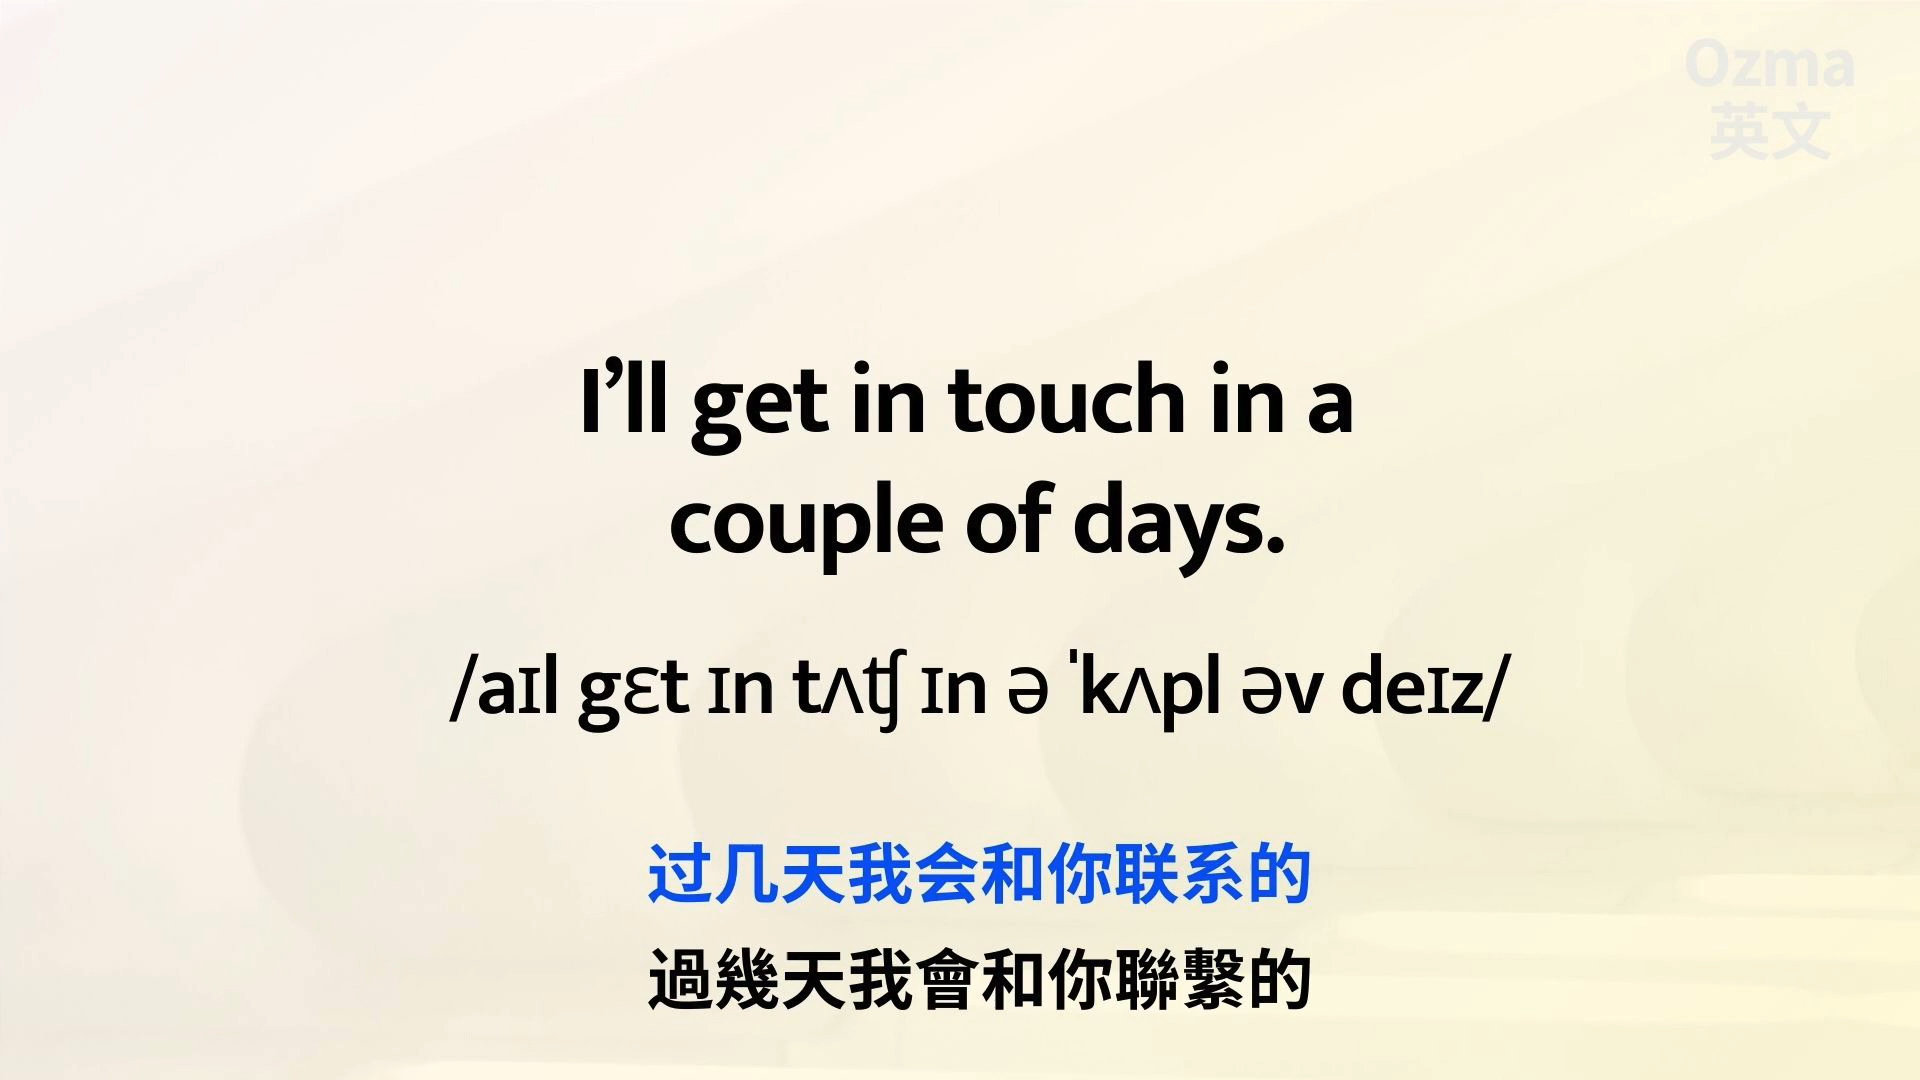 Ozma
英文
I’ll get in touch in a
couple of days.
/aɪl gɛt ɪn tʌʧ ɪn ə ˈkʌpl əv deɪz/
过几天我会和你联系的
過幾天我會和你聯繫的